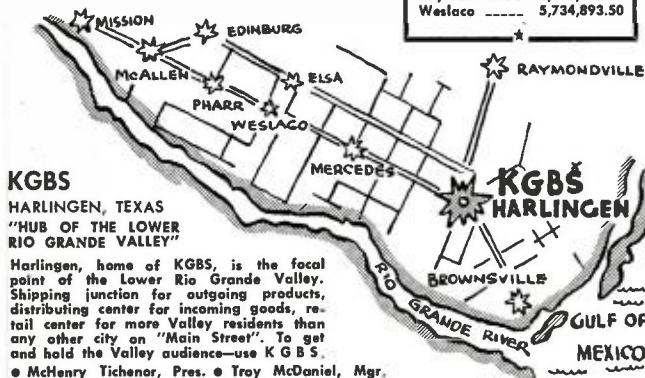 Weslaco ----- 5,734,893.50
MISSION
EDINBURG
McALLEN
ELSA
RAYMONDVILLE
PHARR
WESLACO
MERCEDES
KGBS
HARLINGEN
BROWNSVILLE
RIO GRANDE RIVER
GULF OF
MEXICO
KGBS
HARLINGEN, TEXAS
"HUB OF THE LOWER
RIO GRANDE VALLEY"
Harlingen, home of KGBS, is the focal
point of the Lower Rio Grande Valley.
Shipping junction for outgoing products,
distributing center for incoming goods, re-
tail center for more Valley residents than
any other city on "Main Street". To get
and hold the Valley audience—use K G B S.
● McHenry Tichenor, Pres. ● Troy McDaniel, Mgr.